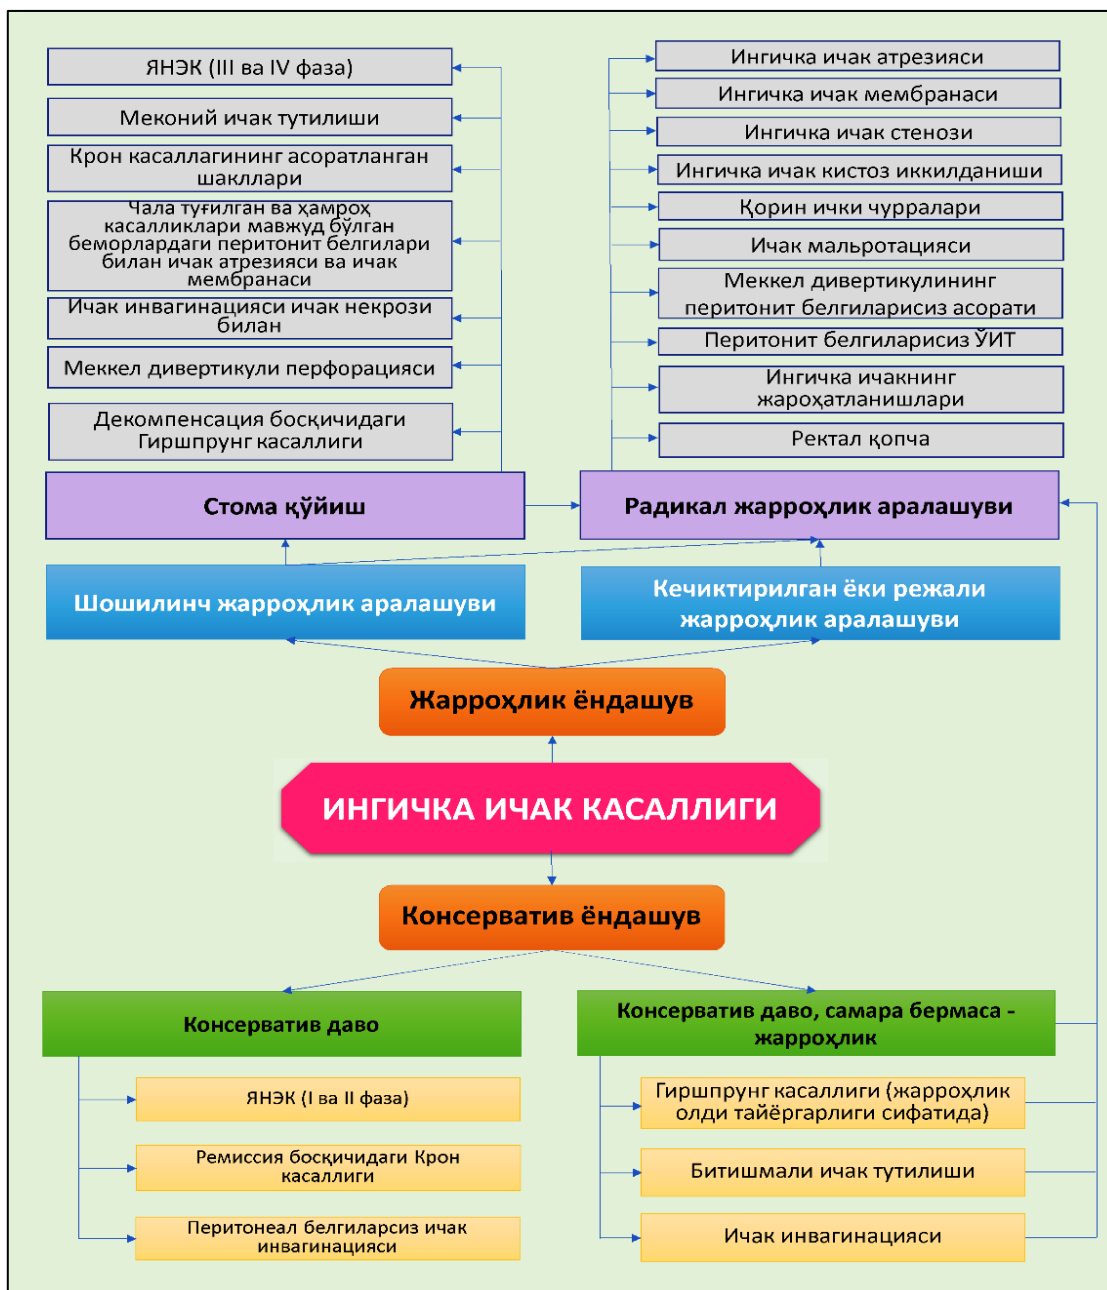 ЯНЭК (III ва IV фаза)
Меконий ичак тутилиши
Крон касаллагининг асоратланган
шакллари
Чала туғилган ва ҳамроҳ
касалликлари мавжуд бўлган
беморлардаги перитонит белгилари
билан ичак атрезияси ва ичак
мембранаси
Ичак инвагинацияси ичак некрози
билан
Меккел дивертикули перфорацияси
Декомпенсация босқичидаги
Гиршпрунг касаллиги
Стома қўйиш
Ингичка ичак атрезияси
Ингичка ичак мембранаси
Ингичка ичак стенози
Ингичка ичак кистоз иккилданиши
Қорин ички чурралари
Ичак мальротацияси
Меккел дивертикулининг
перитонит белгиларисиз асорати
Перитонит белгиларисиз ЎИТ
Ингичка ичакнинг
жароҳатланишлари
Ректал қопча
Радикал жарроҳлик аралашуви
Шошилинч жарроҳлик аралашуви
Кечиктирилган ёки режали
жарроҳлик аралашуви
Жарроҳлик ёндашув
ИНГИЧКА ИЧАК КАСАЛЛИГИ
Консерватив ёндашув
Консерватив даво
ЯНЭК (I ва II фаза)
Ремиссия босқичидаги Крон
касаллиги
Перитонеал белгиларсиз ичак
инвагинацияси
Консерватив даво, самара бермаса -
жарроҳлик
Гиршпрунг касаллиги (жарроҳлик
олди тайёргарлиги сифатида)
Битишмали ичак тутилиши
Ичак инвагинацияси